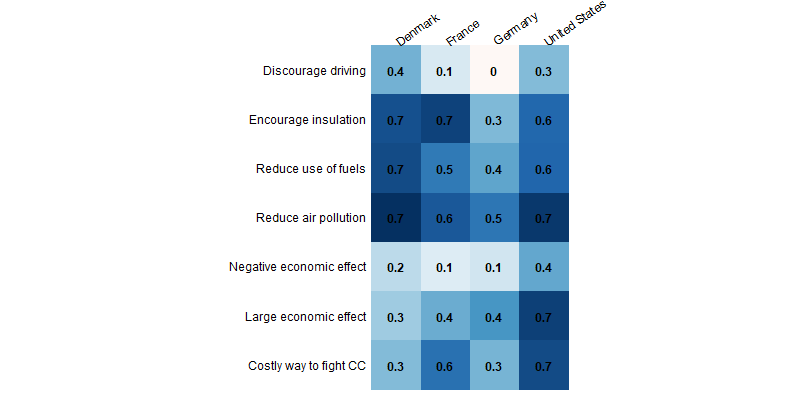 Denmark France Germany United States
Discourage driving 0.4 0.1 0 0.3
Encourage insulation 0.7 0.7 0.3 0.6
Reduce use of fuels 0.7 0.5 0.4 0.6
Reduce air pollution 0.7 0.6 0.5 0.7
Negative economic effect 0.2 0.1 0.1 0.4
Large economic effect 0.3 0.4 0.4 0.7
Costly way to fight CC 0.3 0.6 0.3 0.7